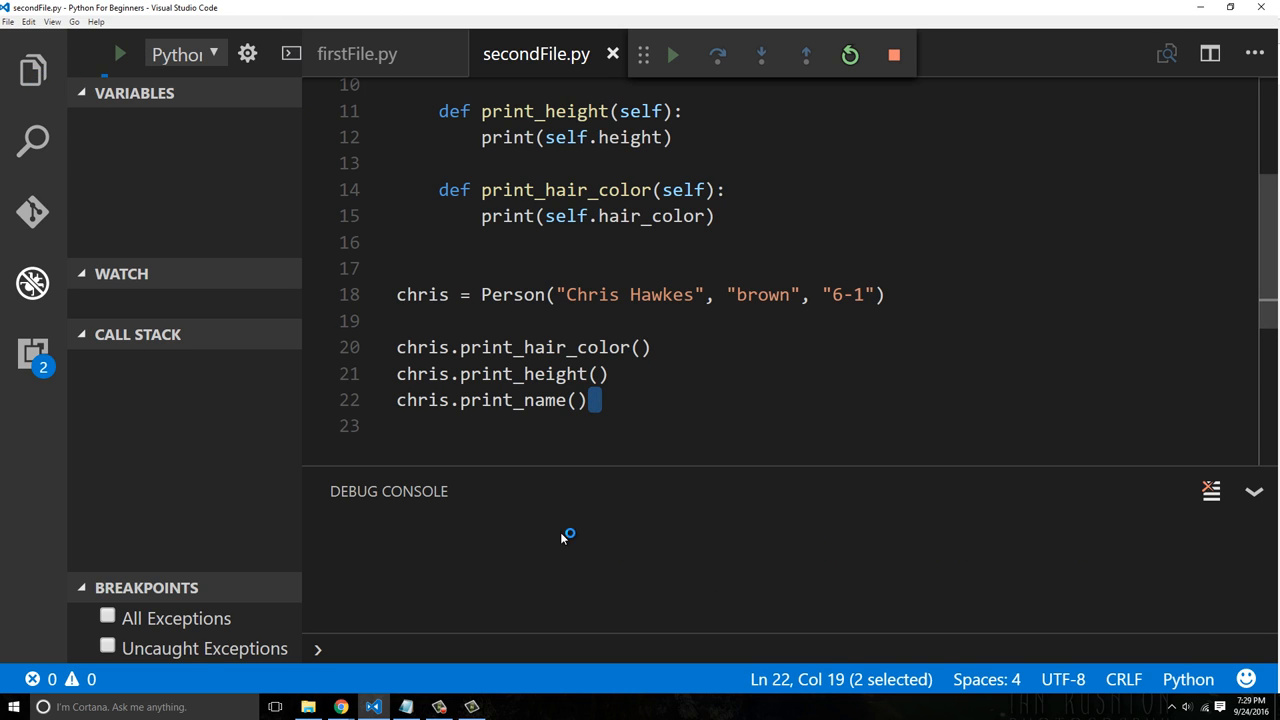 secondFile.py - Python For Beginners - Visual Studio Code
File Edit View Go Help
Python
firstFile.py
secondFile.py
VARIABLES
WATCH
CALL STACK
BREAKPOINTS
All Exceptions
Uncaught Exceptions
2
10
11 def print_height(self):
12 print(self.height)
13
14 def print_hair_color(self):
15 print(self.hair_color)
16
17
18 chris = Person("Chris Hawkes", "brown", "6-1")
19
20 chris.print_hair_color()
21 chris.print_height()
22 chris.print_name()
23
DEBUG CONSOLE
0 0
Ln 22, Col 19 (2 selected) Spaces: 4 UTF-8 CRLF Python
I'm Cortana. Ask me anything.
7:29 PM
9/24/2016